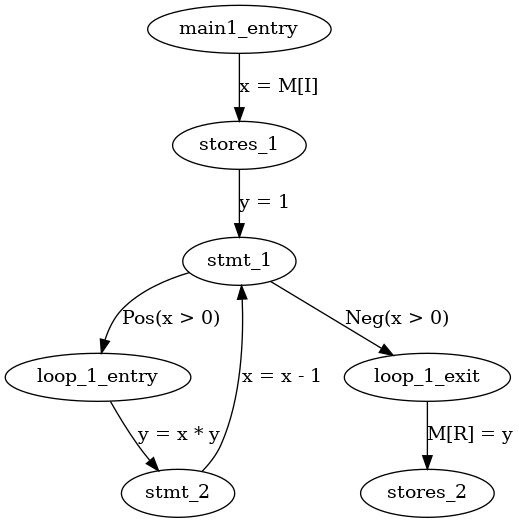 main1_entry
x = M[I]
stores_1
y = 1
stmt_1
Pos(x > 0)
Neg(x > 0)
loop_1_entry
x = x - 1
loop_1_exit
y = x * y
M[R] = y
stmt_2
stores_2